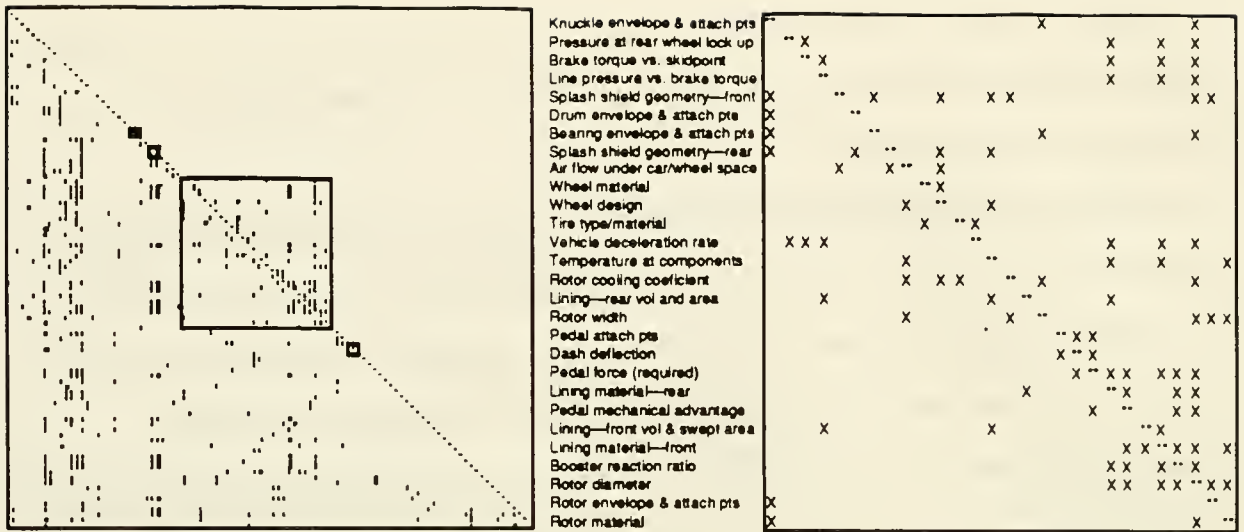 Knuckle envelope & attach pts
Pressure at rear wheel lock up
Brake torque vs. skidpoint
Line pressure vs. brake torque
Splash shield geometry—front
Drum envelope & attach pts
Bearing envelope & attach pts
Splash shield geometry—rear
Air flow under car/wheel space
Wheel material
Wheel design
Tire type/material
Vehicle deceleration rate
Temperature at components
Rotor cooling coeficient
Lining—rear vol and area
Rotor width
Pedal attach pts
Dash deflection
Pedal force (required)
Lining material—rear
Pedal mechanical advantage
Lining—front vol & swept area
Lining material—front
Booster reaction ratio
Rotor diameter
Rotor envelope & attach pts
Rotor material